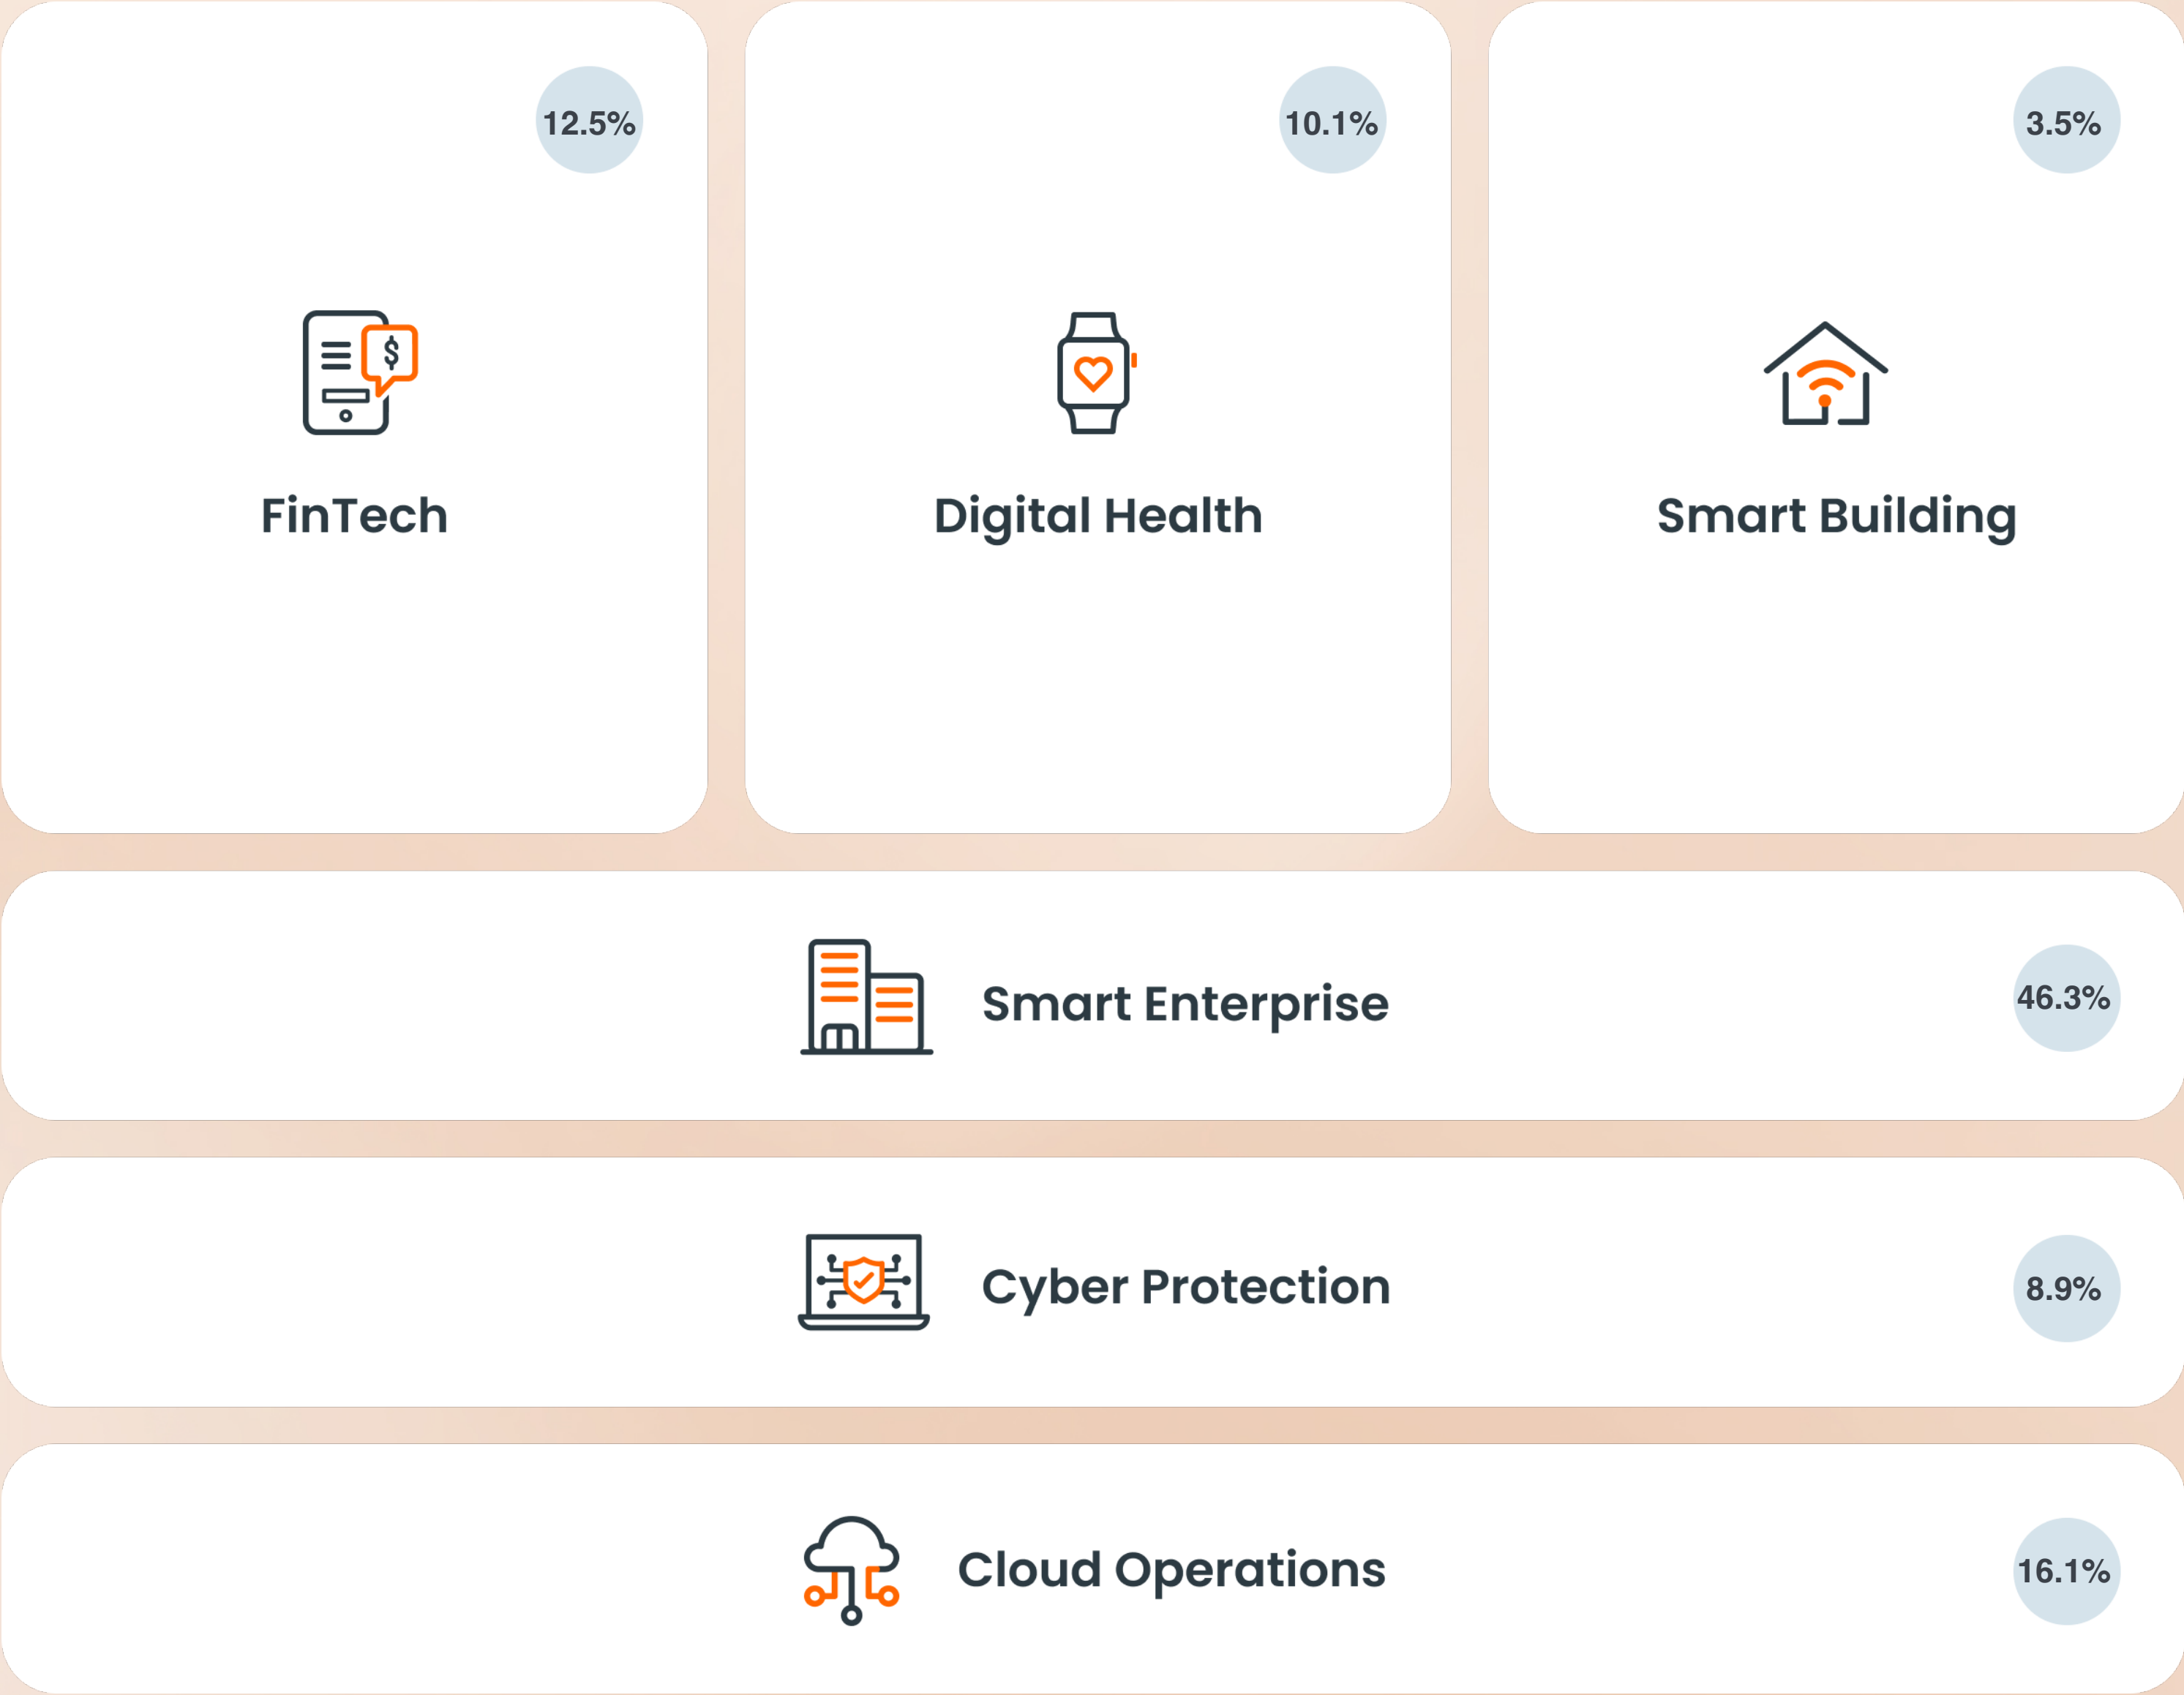 12.5%
FinTech
10.1%
Digital Health
3.5%
Smart Building
Smart Enterprise
46.3%
Cyber Protection
8.9%
Cloud Operations
16.1%